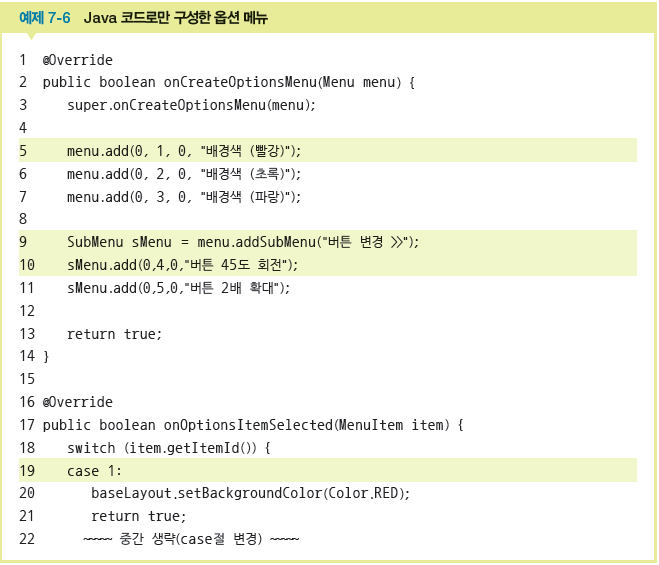 예제 7-6 Java 코드로만 구성한 옵션 메뉴
1 @Override
2 public boolean onCreateOptionsMenu(Menu menu) {
3 super.onCreateOptionsMenu(menu);
4
5 menu.add(0, 1, 0, "배경색 (빨강)");
6 menu.add(0, 2, 0, "배경색 (초록)");
7 menu.add(0, 3, 0, "배경색 (파랑)");
8
9 SubMenu sMenu = menu.addSubMenu("버튼 변경 >>");
10 sMenu.add(0,4,0,"버튼 45도 회전");
11 sMenu.add(0,5,0,"버튼 2배 확대");
12
13 return true;
14 }
15
16 @Override
17 public boolean onOptionsItemSelected(MenuItem item) {
18 switch (item.getItemId()) {
19 case 1:
20 baseLayout.setBackgroundColor(Color.RED);
21 return true;
22 ~~~~ 중간 생략(case절 변경) ~~~~